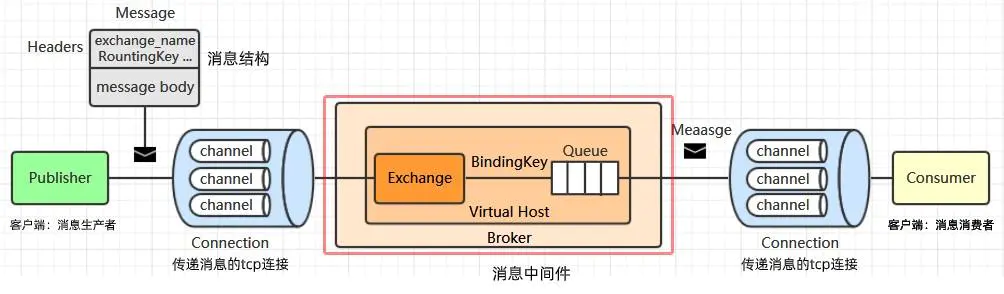 Message
Headers
exchange_name
RountingKey ...
消息结构
message body
Publisher
客户端：消息生产者
channel
channel
channel
Connection
传递消息的tcp连接
Exchange
BindingKey
Queue
Virtual Host
Broker
消息中间件
Meaasge
channel
channel
channel
Connection
传递消息的tcp连接
Consumer
客户端：消息消费者